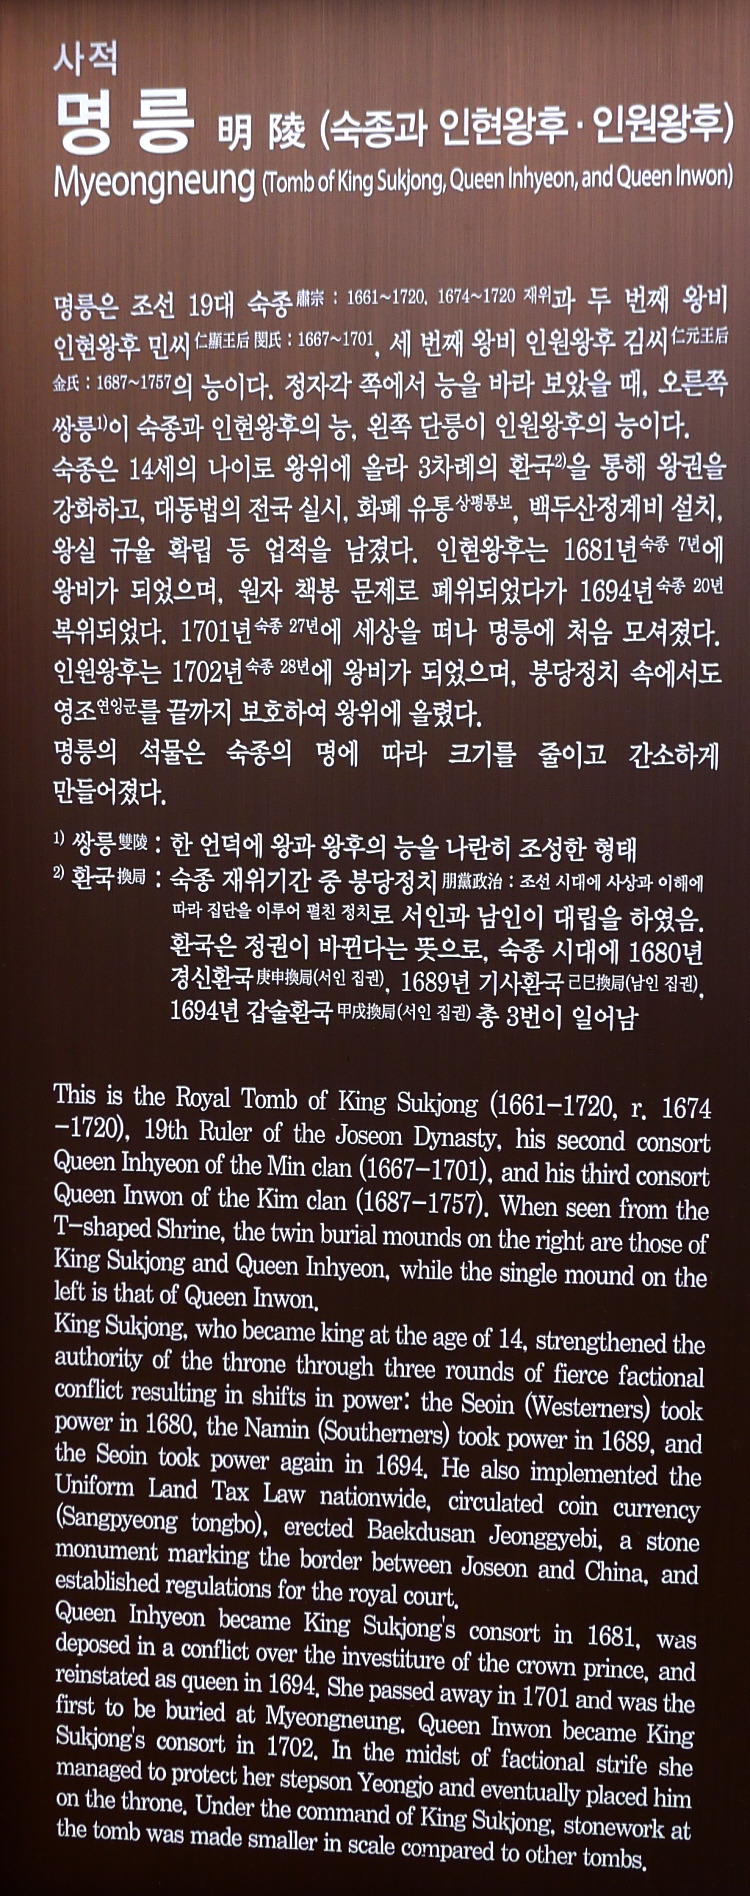 사적
명릉 明陵 (숙종과 인현왕후·인원왕후)
Myeongneung (Tomb of King Sukjong, Queen Inhyeon, and Queen Inwon)
명릉은 조선 19대 숙종肅宗 : 1661~1720, 1674~1720 재위과 두 번째 왕비
인현왕후 민씨仁顯王后 閔氏 : 1667~1701, 세 번째 왕비 인원왕후 김씨仁元王后
金氏 : 1687~1757의 능이다. 정자각 쪽에서 능을 바라 보았을 때, 오른쪽
쌍릉1)이 숙종과 인현왕후의 능, 왼쪽 단릉이 인원왕후의 능이다.
숙종은 14세의 나이로 왕위에 올라 3차례의 환국2)을 통해 왕권을
강화하고, 대동법의 전국 실시, 화폐 유통상평통보, 백두산정계비 설치,
왕실 규율 확립 등 업적을 남겼다. 인현왕후는 1681년숙종 7년에
왕비가 되었으며, 원자 책봉 문제로 폐위되었다가 1694년숙종 20년
복위되었다. 1701년숙종 27년에 세상을 떠나 명릉에 처음 모셔졌다.
인원왕후는 1702년숙종 28년에 왕비가 되었으며, 붕당정치 속에서도
영조연잉군를 끝까지 보호하여 왕위에 올렸다.
명릉의 석물은 숙종의 명에 따라 크기를 줄이고 간소하게
만들어졌다.
1) 쌍릉雙陵 : 한 언덕에 왕과 왕후의 능을 나란히 조성한 형태
2) 환국換局 : 숙종 재위기간 중 붕당정치朋黨政治 : 조선 시대에 사상과 이해에
따라 집단을 이루어 펼친 정치로 서인과 남인이 대립을 하였음.
환국은 정권이 바뀐다는 뜻으로, 숙종 시대에 1680년
경신환국庚申換局(서인 집권), 1689년 기사환국己巳換局(남인 집권),
1694년 갑술환국甲戌換局(서인 집권) 총 3번이 일어남
This is the Royal Tomb of King Sukjong (1661-1720, r. 1674
-1720), 19th Ruler of the Joseon Dynasty, his second consort
Queen Inhyeon of the Min clan (1667-1701), and his third consort
Queen Inwon of the Kim clan (1687-1757). When seen from the
T-shaped Shrine, the twin burial mounds on the right are those of
King Sukjong and Queen Inhyeon, while the single mound on the
left is that of Queen Inwon.
King Sukjong, who became king at the age of 14, strengthened the
authority of the throne through three rounds of fierce factional
conflict resulting in shifts in power: the Seoin (Westerners) took
power in 1680, the Namin (Southerners) took power in 1689, and
the Seoin took power again in 1694. He also implemented the
Uniform Land Tax Law nationwide, circulated coin currency
(Sangpyeong tongbo), erected Baekdusan Jeonggyebi, a stone
monument marking the border between Joseon and China, and
established regulations for the royal court.
Queen Inhyeon became King Sukjong's consort in 1681, was
deposed in a conflict over the investiture of the crown prince, and
reinstated as queen in 1694. She passed away in 1701 and was the
first to be buried at Myeongneung. Queen Inwon became King
Sukjong's consort in 1702. In the midst of factional strife she
managed to protect her stepson Yeongjo and eventually placed him
on the throne. Under the command of King Sukjong, stonework at
the tomb was made smaller in scale compared to other tombs.